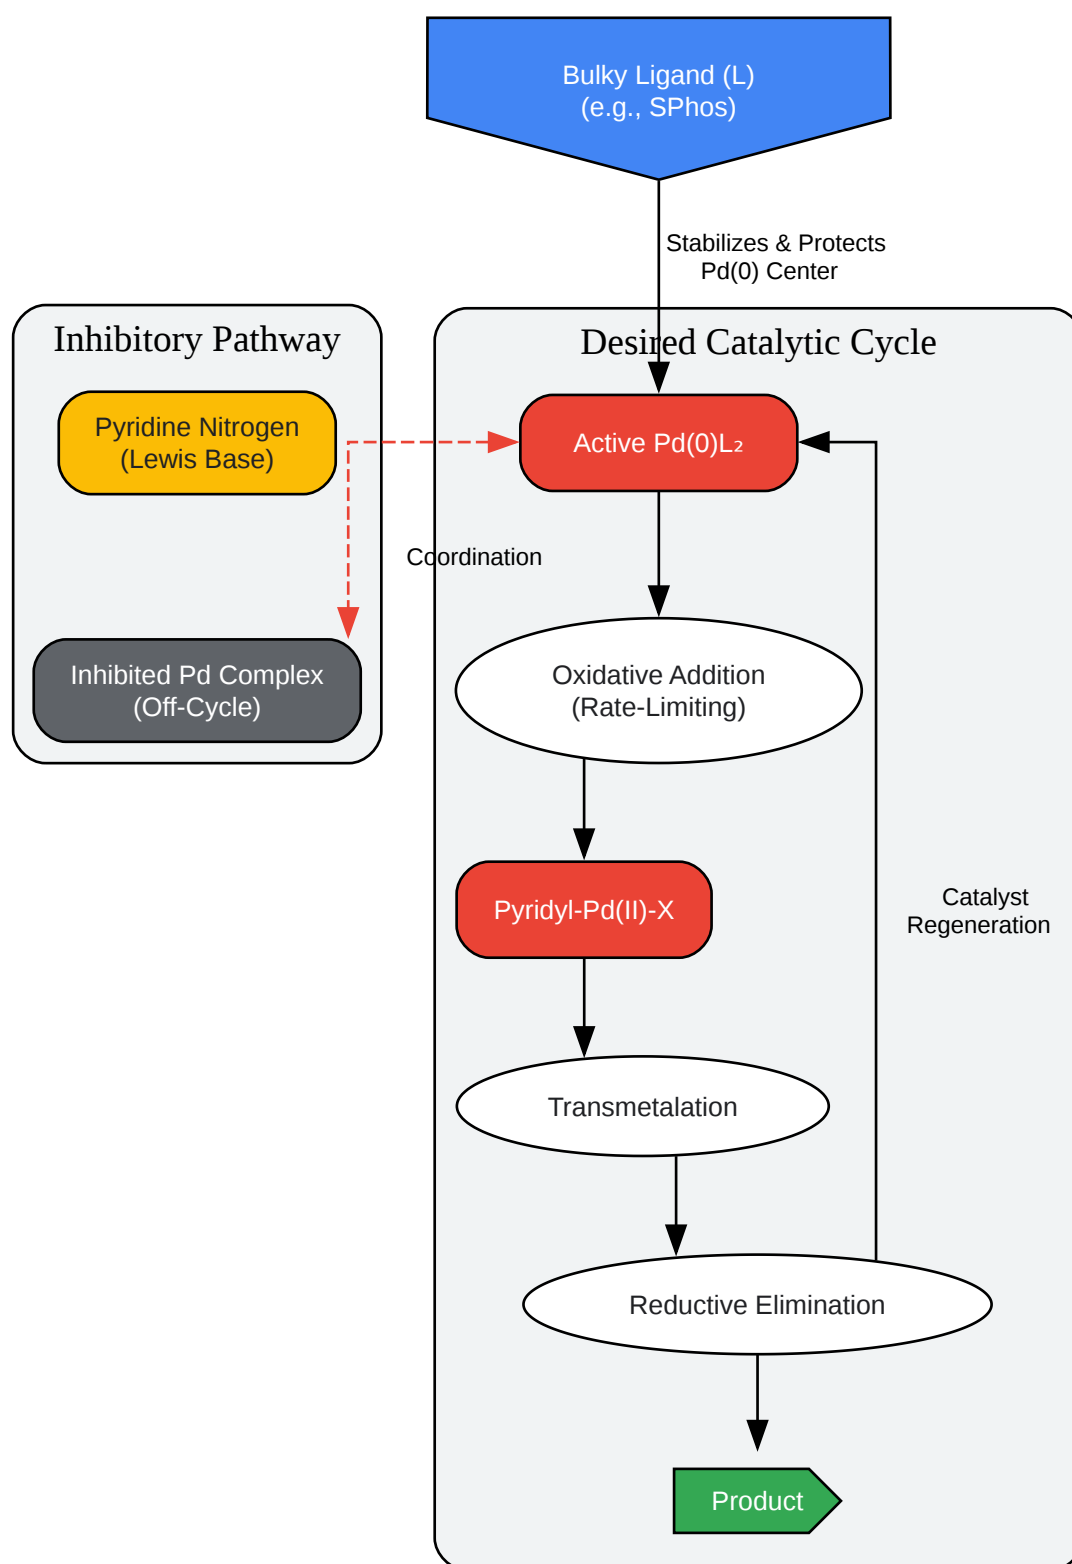 Bulky Ligand (L)
(e.g., SPhos)
Stabilizes & Protects
Pd(0) Center
Inhibitory Pathway
Pyridine Nitrogen
(Lewis Base)
Inhibited Pd Complex
(Off-Cycle)
Coordination
Desired Catalytic Cycle
Active Pd(0)L₂
Oxidative Addition
(Rate-Limiting)
Pyridyl-Pd(II)-X
Transmetalation
Reductive Elimination
Catalyst
Regeneration
Product